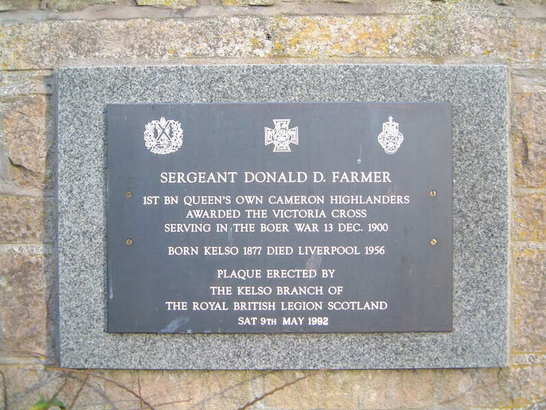 SERGEANT DONALD D. FARMER
1ST BN QUEEN'S OWN CAMERON HIGHLANDERS
AWARDED THE VICTORIA CROSS
SERVING IN THE BOER WAR 13 DEC. 1900
BORN KELSO 1877 DIED LIVERPOOL 1956
PLAQUE ERECTED BY
THE KELSO BRANCH OF
THE ROYAL BRITISH LEGION SCOTLAND
SAT 9TH MAY 1992